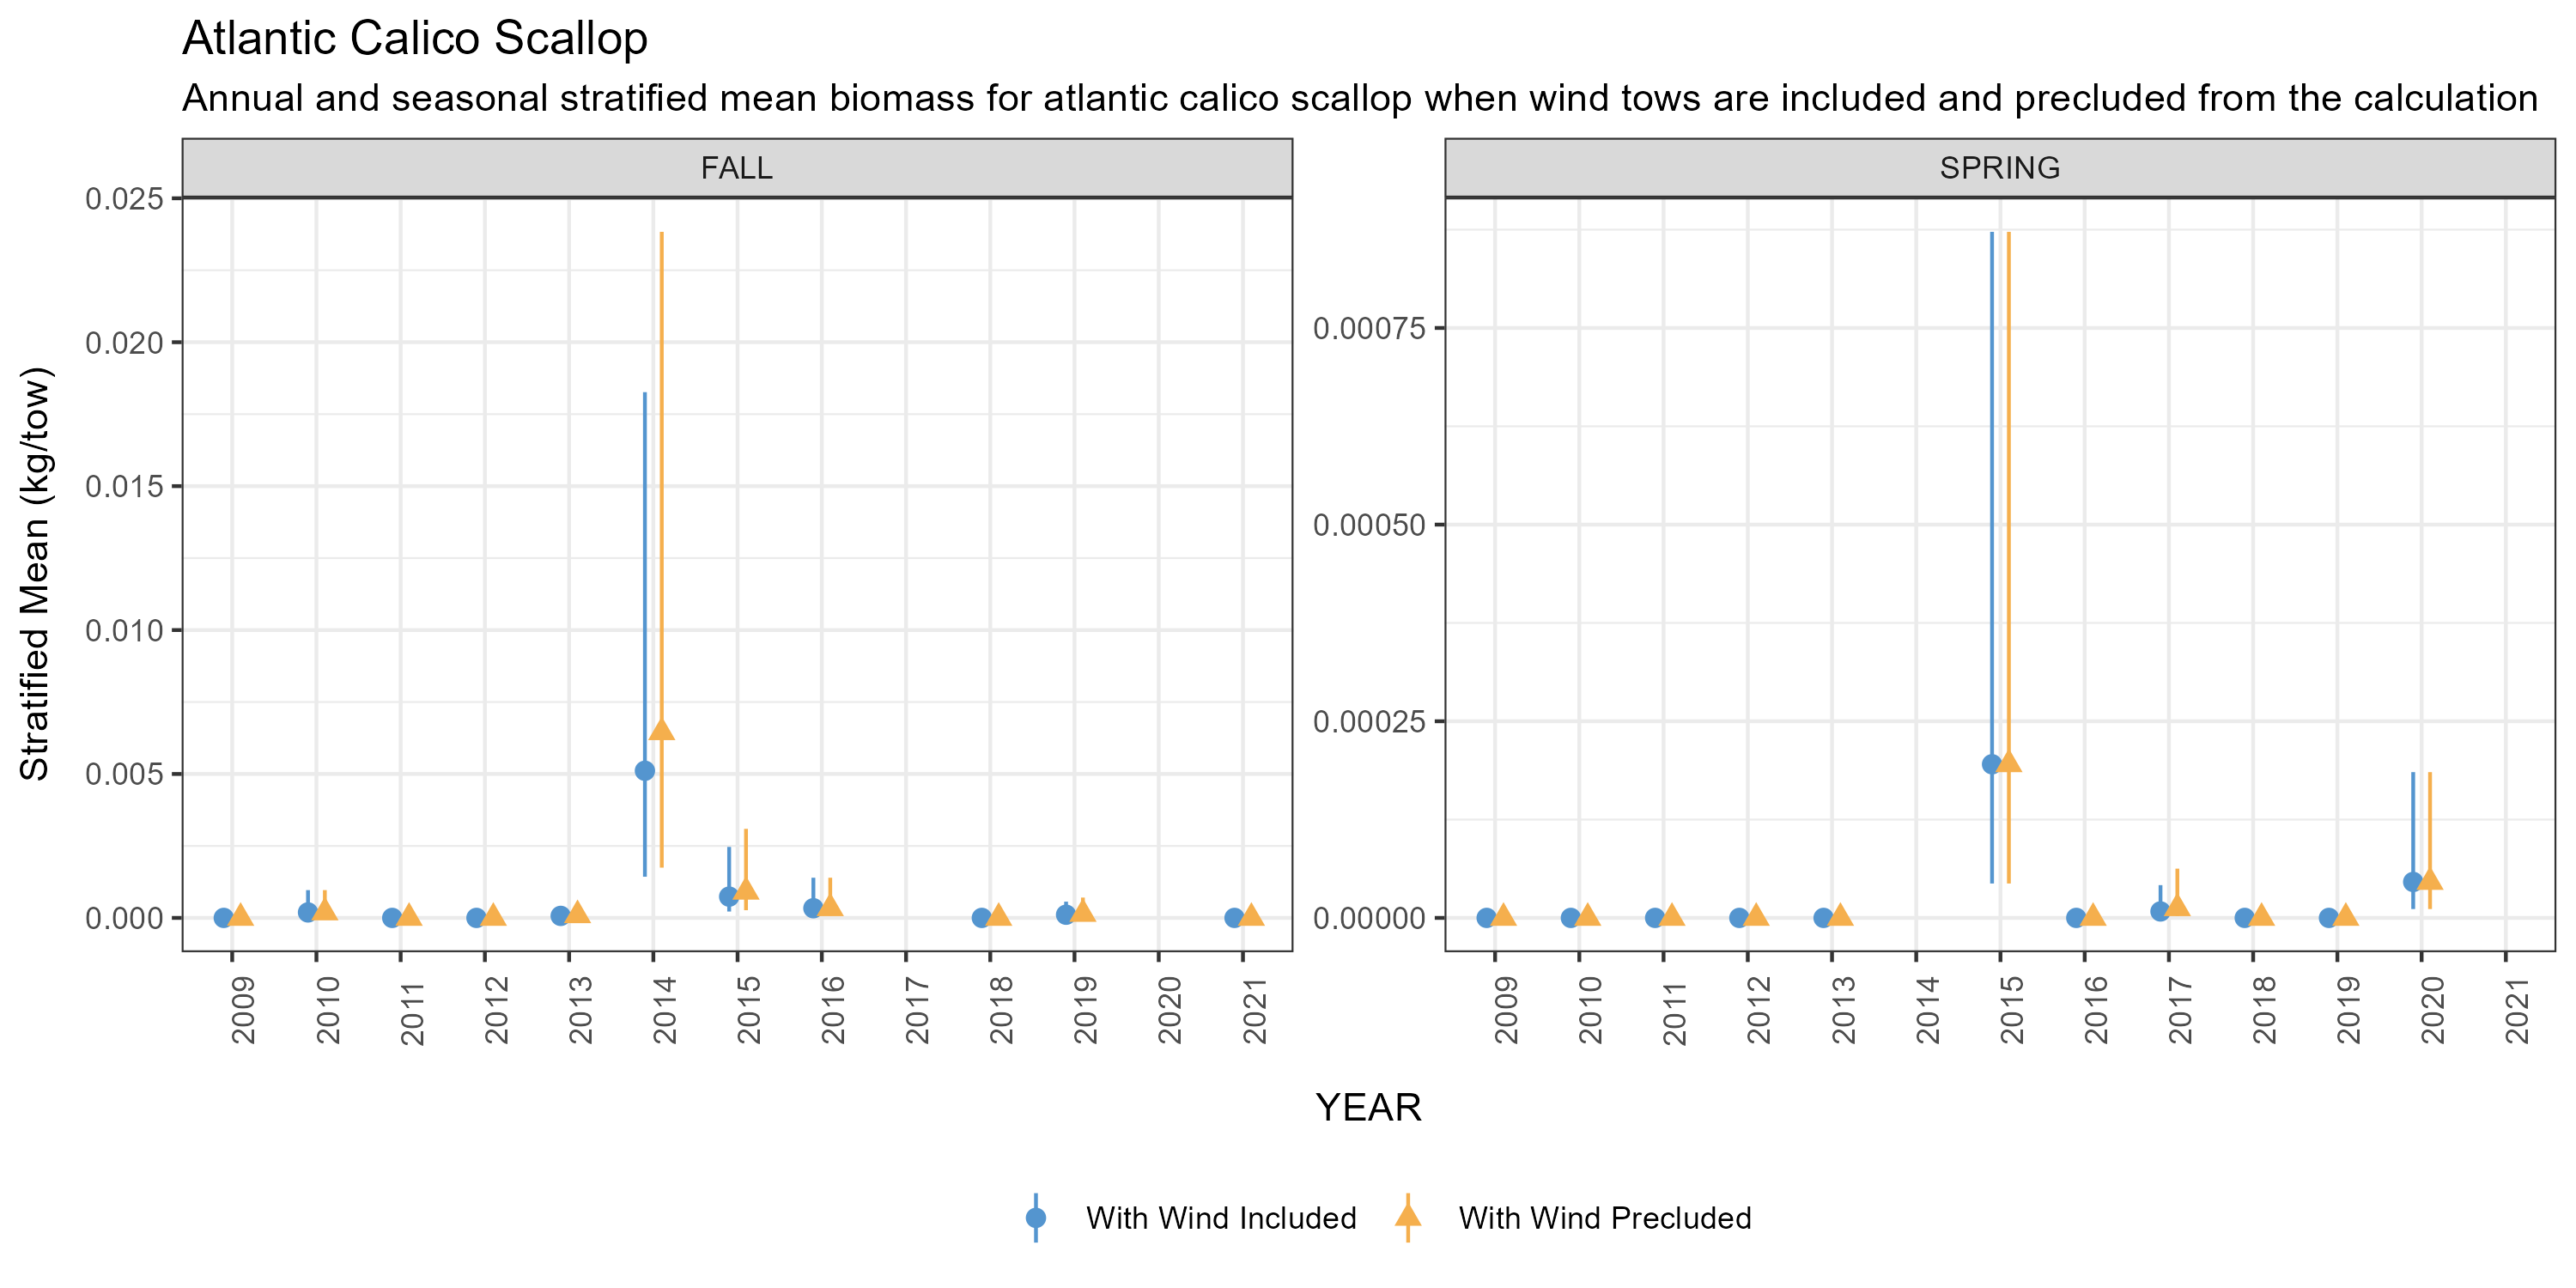 Atlantic Calico Scallop
Annual and seasonal stratified mean biomass for atlantic calico scallop when wind tows are included and precluded from the calculation
FALL
SPRING
Stratified Mean (kg/tow)
0.025
0.020
0.015
0.010
0.005
0.000
0.00075
0.00050
0.00025
0.00000
2009 2010 2011 2012 2013 2014 2015 2016 2017 2018 2019 2020 2021
2009 2010 2011 2012 2013 2014 2015 2016 2017 2018 2019 2020 2021
YEAR
With Wind Included
With Wind Precluded